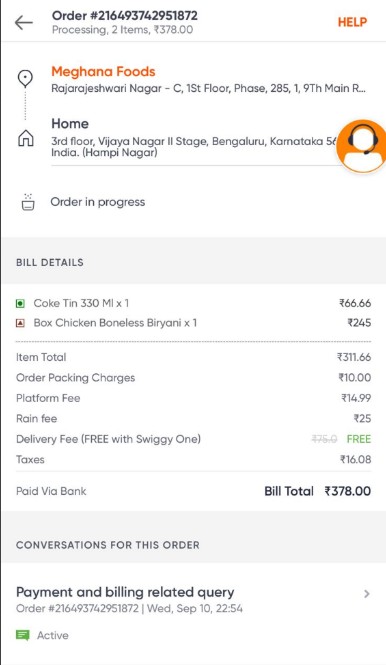 Order #216493742951872
Processing, 2 Items, ₹378.00
HELP
Meghana Foods
Rajarajeshwari Nagar - C, 1St Floor, Phase, 285, 1, 9Th Main R...
Home
3rd floor, Vijaya Nagar II Stage, Bengaluru, Karnataka
India. (Hampi Nagar)
Order in progress
BILL DETAILS
Coke Tin 330 Ml x 1 ₹66.66
Box Chicken Boneless Biryani x 1 ₹245
Item Total ₹311.66
Order Packing Charges ₹10.00
Platform Fee ₹14.99
Rain fee ₹25
Delivery Fee (FREE with Swiggy One) ₹75.0 FREE
Taxes ₹16.08
Paid Via Bank Bill Total ₹378.00
CONVERSATIONS FOR THIS ORDER
Payment and billing related query
Order #216493742951872 | Wed, Sep 10, 22:54
Active